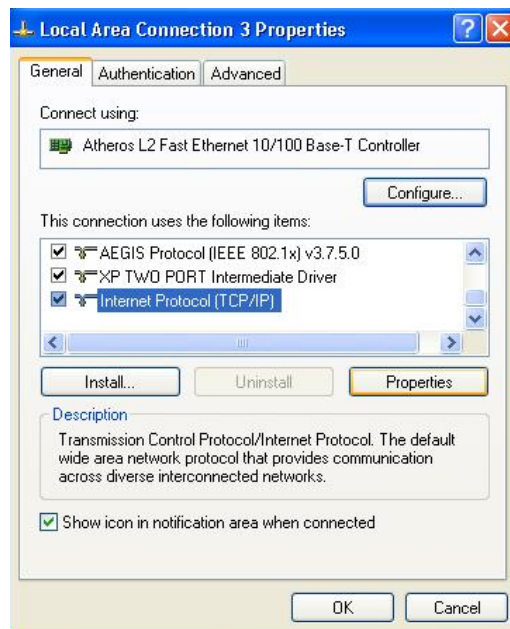 Local Area Connection 3 Properties
General Authentication Advanced
Connect using:
Atheros L2 Fast Ethernet 10/100 Base-T Controller
Configure...
This connection uses the following items:
AEGIS Protocol (IEEE 802.1x) v3.7.5.0
XP TWO PORT Intermediate Driver
Internet Protocol (TCP/IP)
Install... Uninstall Properties
Description
Transmission Control Protocol/Internet Protocol. The default
wide area network protocol that provides communication
across diverse interconnected networks.
Show icon in notification area when connected
OK Cancel